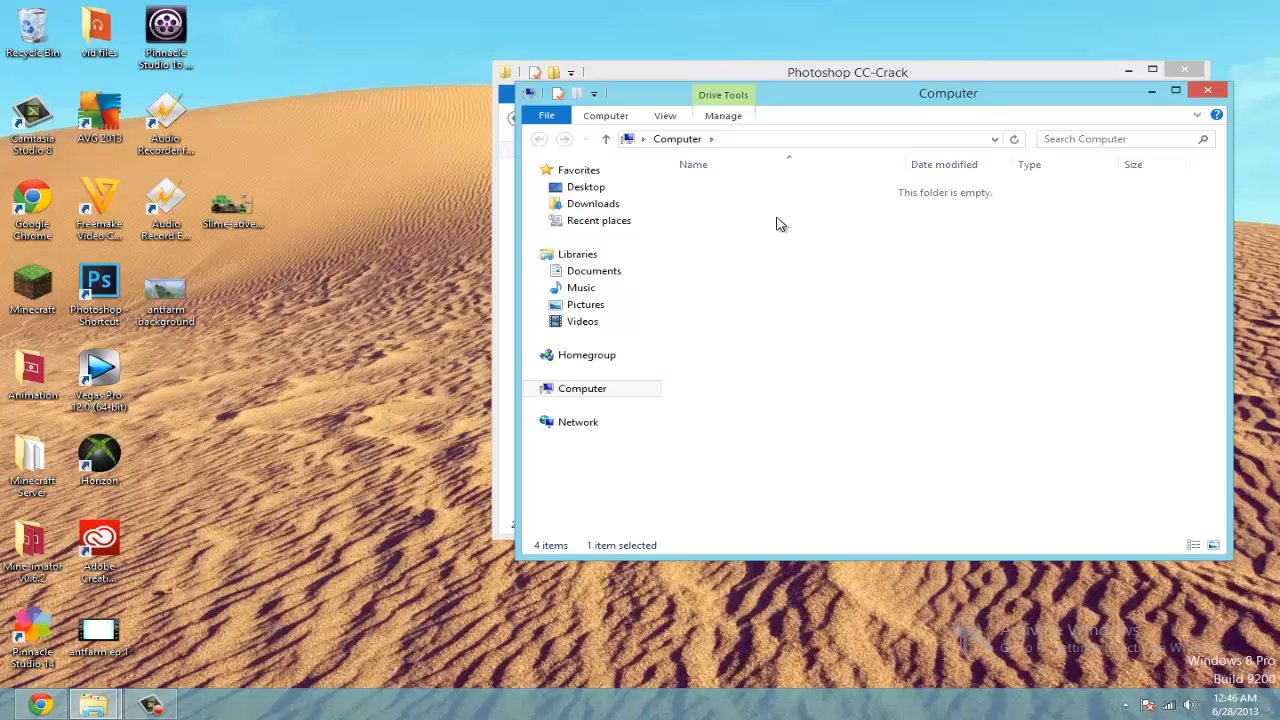 Recycle Bin
vid files
Pinnacle
Studio 16 ...
Camtasia
Studio 8
AVG 2013
Audio
Recorder f...
Google
Chrome
Freemake
Video C...
Audio
Record E...
Slime-adve...
Minecraft
Photoshop
Shortcut
antfarm
background
Animation
Vegas Pro
12.0 (64-bit)
Minecraft
Server
Horizon
Mine-imator
v0.6.2
Adobe
Creati...
Pinnacle
Studio 14
antfarm ep 1
Photoshop CC-Crack
Drive Tools
Computer
File
Computer
View
Manage
Computer
Search Computer
Name
Date modified
Type
Size
This folder is empty.
Favorites
Desktop
Downloads
Recent places
Libraries
Documents
Music
Pictures
Videos
Homegroup
Computer
Network
4 items
1 item selected
Activate Windows
Windows 8 Pro
Build 9200
12:46 AM
6/28/2013